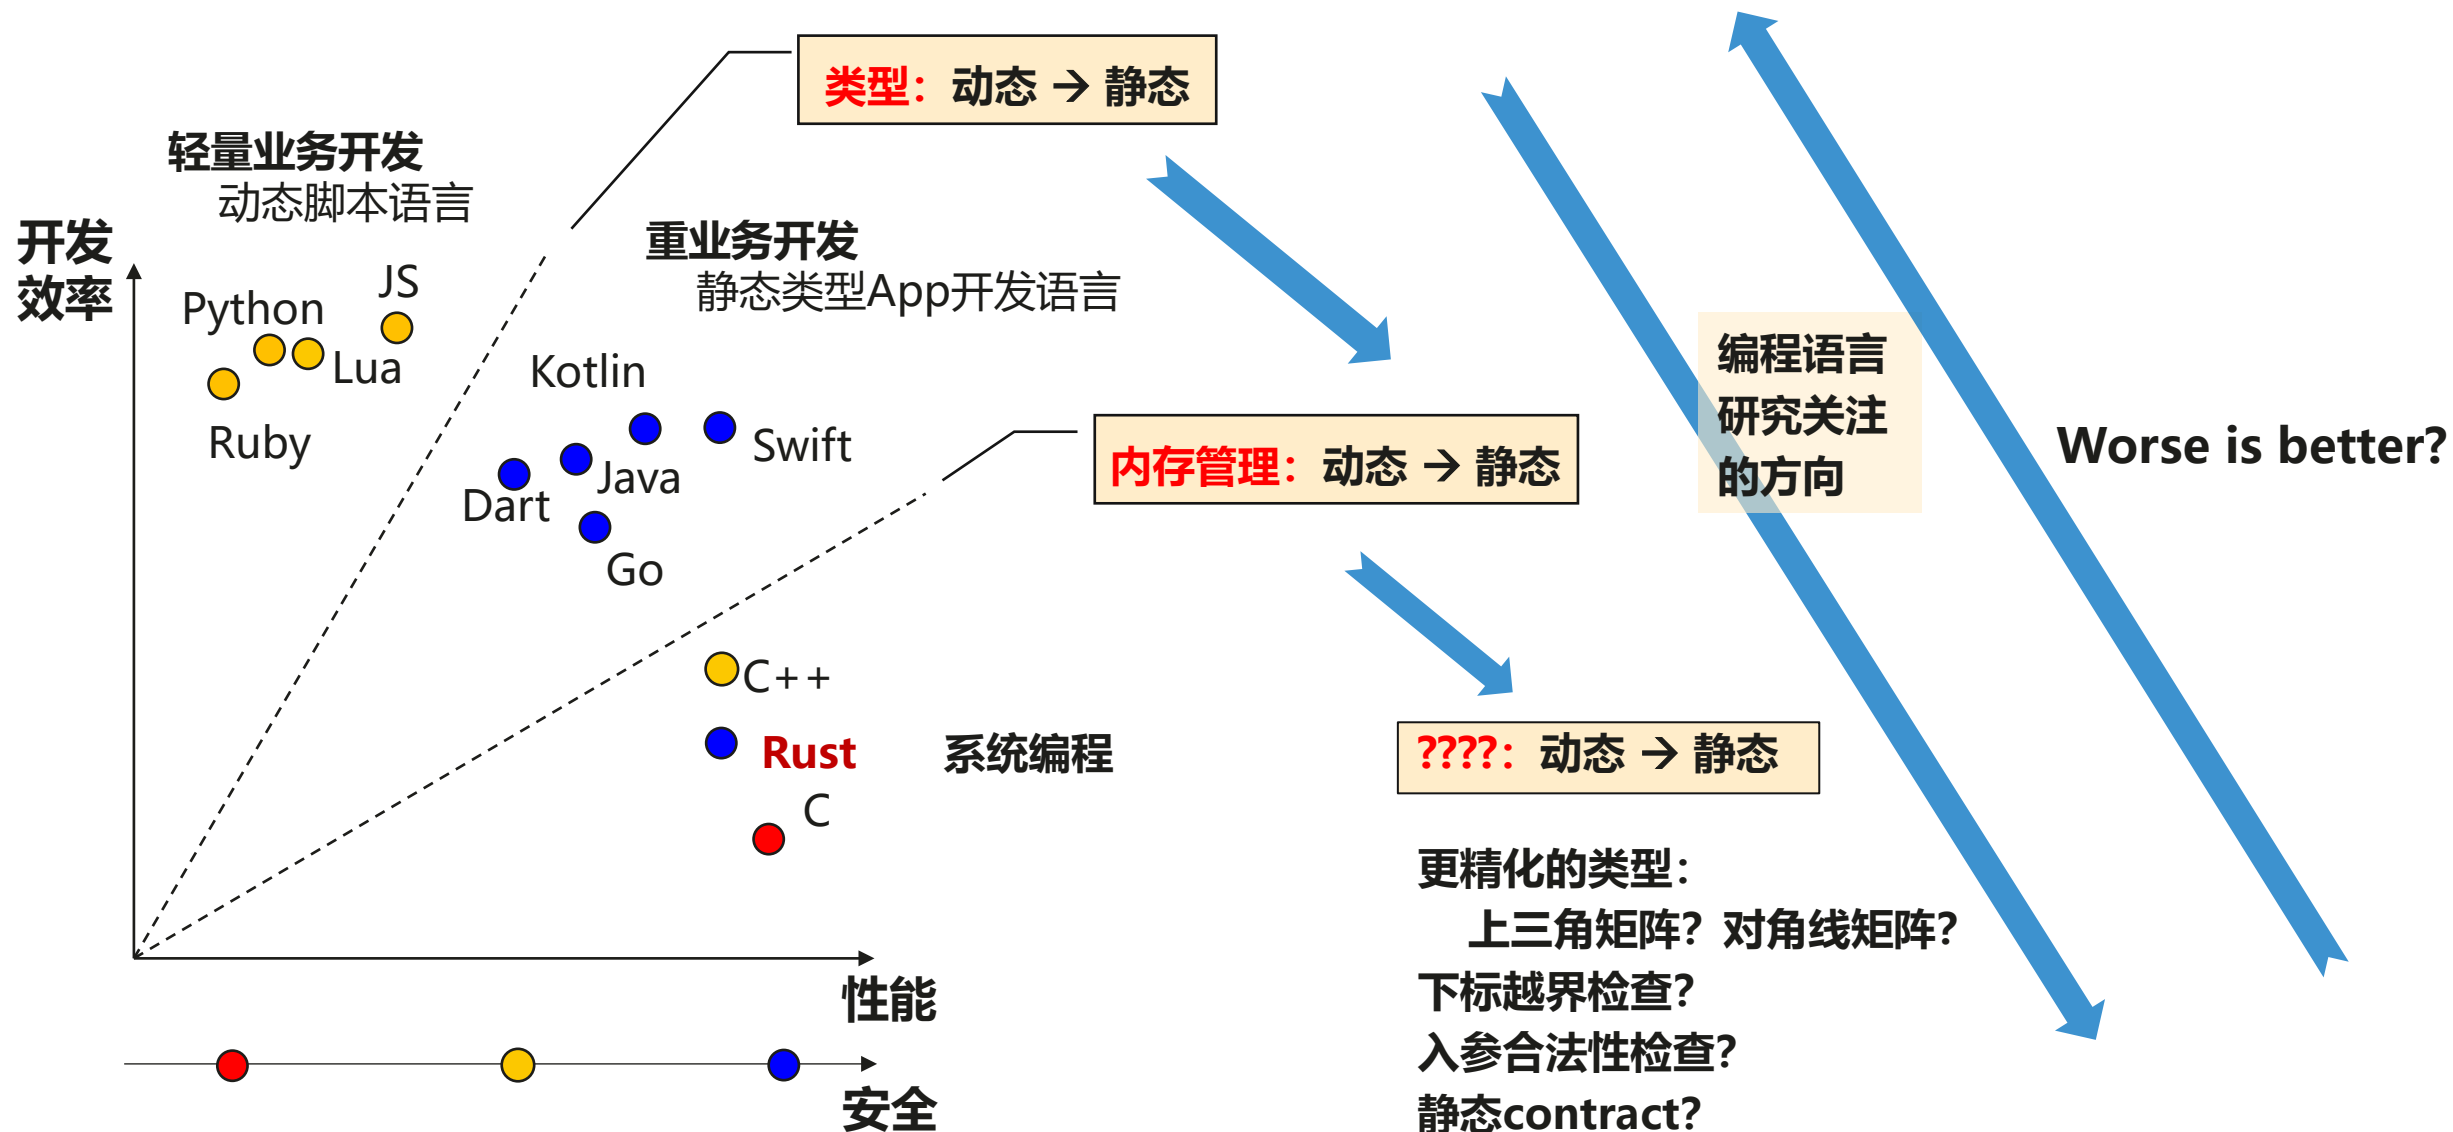 类型：动态 → 静态
轻量业务开发
动态脚本语言
开发
效率
重业务开发
静态类型App开发语言
JS
Python
Lua
Ruby
Kotlin
Swift
Java
Dart
Go
内存管理：动态 → 静态
编程语言
研究关注
的方向
Worse is better?
C++
Rust
系统编程
C
????：动态 → 静态
更精化的类型：
上三角矩阵？对角线矩阵？
下标越界检查？
入参合法性检查？
静态contract？
性能
安全